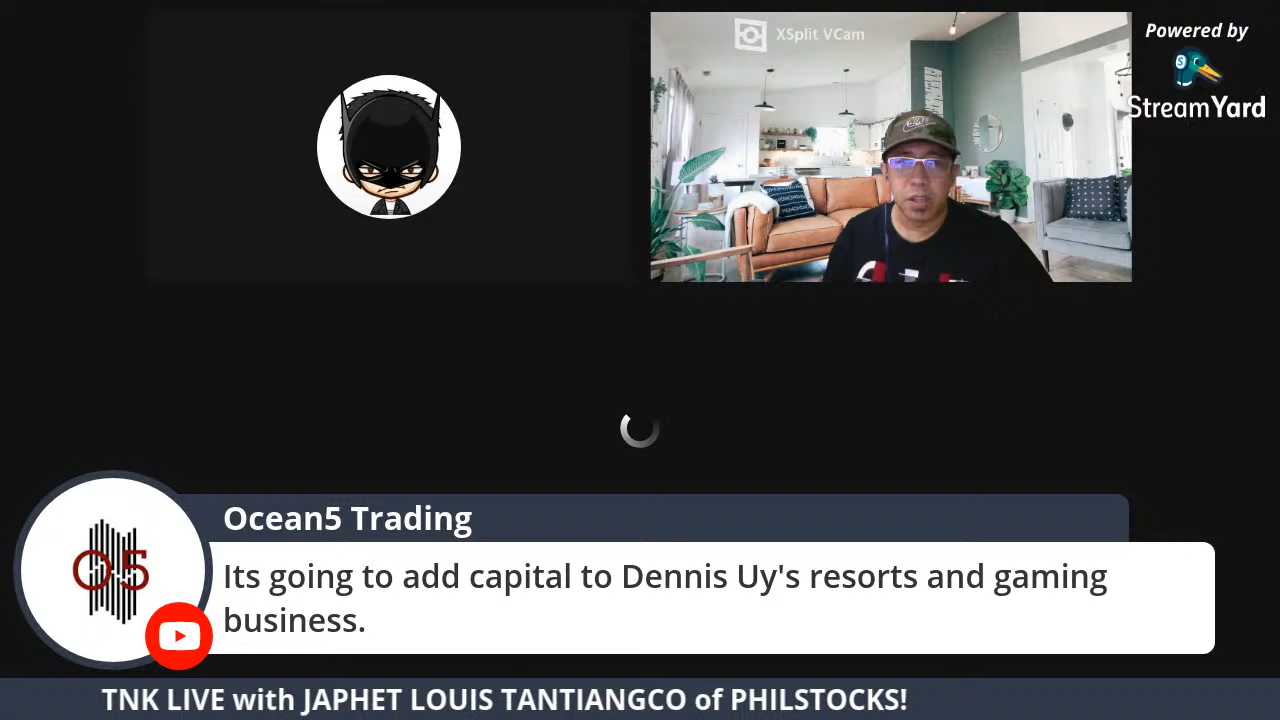 XSplit VCam
Powered by
StreamYard
Ocean5 Trading
O5
Its going to add capital to Dennis Uy's resorts and gaming
business.
TNK LIVE with JAPHET LOUIS TANTIANGCO of PHILSTOCKS!